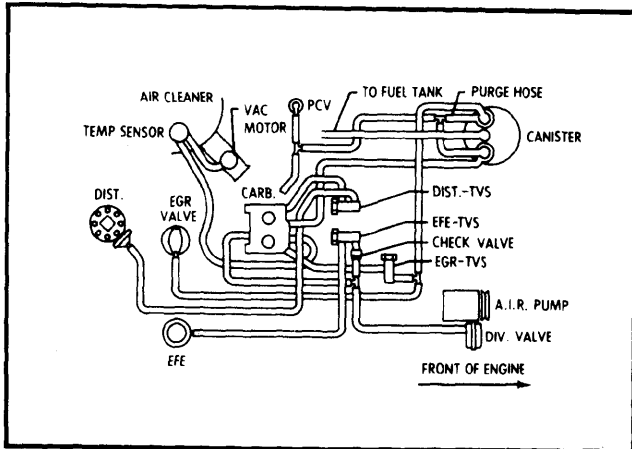 AIR CLEANER
TEMP SENSOR
VAC
MOTOR
PCV
TO FUEL TANK
PURGE HOSE
CANISTER
DIST.
EGR
VALVE
CARB.
DIST.-TVS
EFE-TVS
CHECK VALVE
EGR-TVS
A.I.R. PUMP
DIV. VALVE
EFE
FRONT OF ENGINE